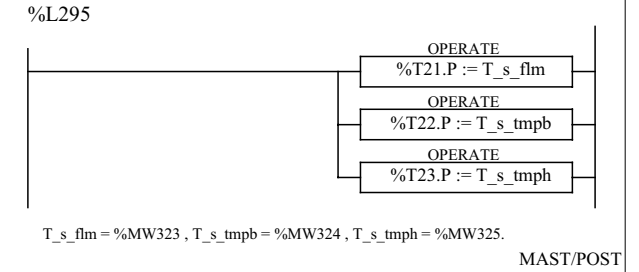 %L295
OPERATE
%T21.P := T_s_flm
OPERATE
%T22.P := T_s_tmpb
OPERATE
%T23.P := T_s_tmph
T_s_flm = %MW323 , T_s_tmpb = %MW324 , T_s_tmph = %MW325.
MAST/POST